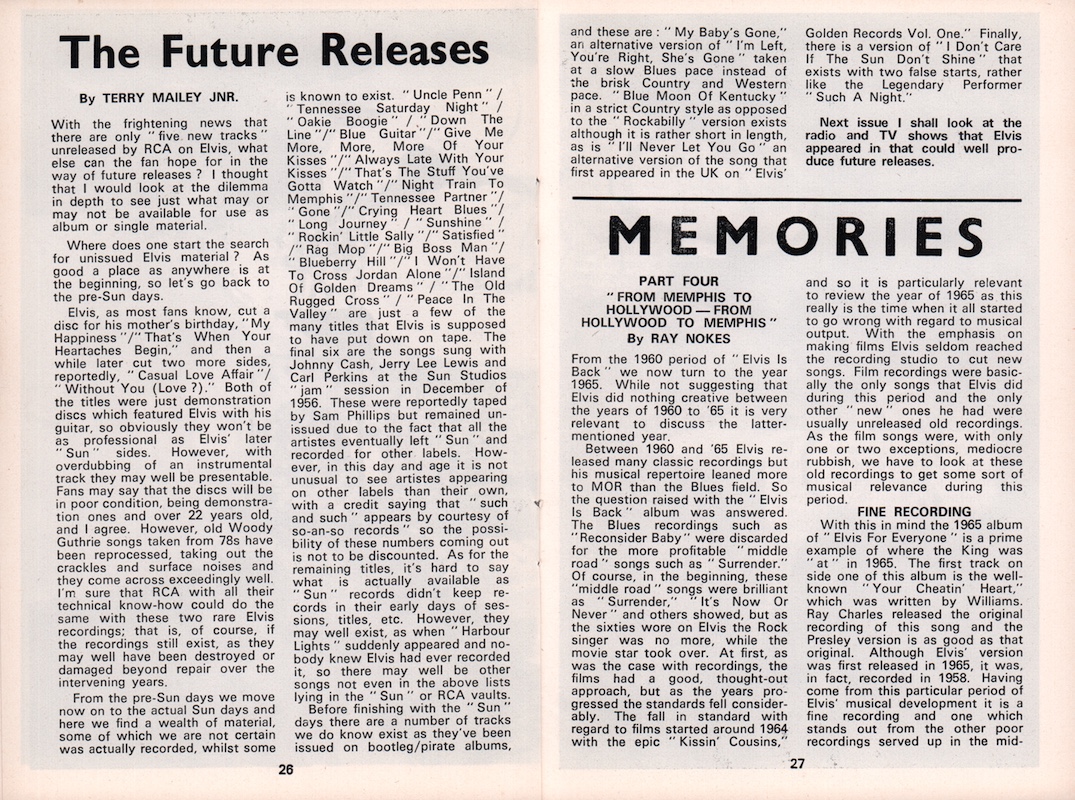 The Future Releases
By TERRY MAILEY JNR.
With the frightening news that
there are only "five new tracks"
unreleased by RCA on Elvis, what
else can the fan hope for in the
way of future releases? I thought
that I would look at the dilemma
in depth to see just what may or
may not be available for use as
album or single material.
Where does one start the search
for unissued Elvis material? As
good a place as anywhere is at
the beginning, so let's go back to
the pre-Sun days.
Elvis, as most fans know, cut a
disc for his mother's birthday, "My
Happiness"/"That's When Your
Heartaches Begin," and then a
while later cut two more sides,
reportedly, "Casual Love Affair"/
"Without You (Love?)." Both of
the titles were just demonstration
discs which featured Elvis with his
guitar, so obviously they won't be
as professional as Elvis' later
"Sun" sides. However, with
overdubbing of an instrumental
track they may well be presentable.
Fans may say that the discs will be
in poor condition, being demonstra-
tion ones and over 22 years old,
and I agree. However, old Woody
Guthrie songs taken from 78s have
been reprocessed, taking out the
crackles and surface noises and
they come across exceedingly well.
I'm sure that RCA with all their
technical know-how could do the
same with these two rare Elvis
recordings; that is, of course, if
the recordings still exist, as they
may well have been destroyed or
damaged beyond repair over the
intervening years.
From the pre-Sun days we move
now on to the actual Sun days and
here we find a wealth of material,
some of which we are not certain
was actually recorded, whilst some
is known to exist. "Uncle Penn"/
"Tennessee Saturday Night"/
"Oakie Boogie" / "Down The
Line"/"Blue Guitar"/"Give Me
More, More, More Of Your
Kisses"/"Always Late With Your
Kisses"/"That's The Stuff You've
Gotta Watch"/"Night Train To
Memphis"/"Tennessee Partner"/
"Gone"/"Crying Heart Blues"/
"Long Journey" / "Sunshine" /
"Rockin' Little Sally"/"Satisfied"
/"Rag Mop"/"Big Boss Man"/
"Blueberry Hill"/"I Won't Have
To Cross Jordan Alone"/"Island
Of Golden Dreams" / "The Old
Rugged Cross" / "Peace In The
Valley" are just a few of the
many titles that Elvis is supposed
to have put down on tape. The
final six are the songs sung with
Johnny Cash, Jerry Lee Lewis and
Carl Perkins at the Sun Studios
"jam" session in December of
1956. These were reportedly taped
by Sam Phillips but remained un-
issued due to the fact that all the
artistes eventually left "Sun" and
recorded for other labels. How-
ever, in this day and age it is not
unusual to see artistes appearing
on other labels than their own,
with a credit saying that "such
and such" appears by courtesy of
so-an-so records" so the possi-
bility of these numbers coming out
is not to be discounted. As for the
remaining titles, it's hard to say
what is actually available as
"Sun" records didn't keep re-
cords in their early days of ses-
sions, titles, etc. However, they
may well exist, as when "Harbour
Lights" suddenly appeared and no-
body knew Elvis had ever recorded
it, so there may well be other
songs not even in the above lists
lying in the "Sun" or RCA vaults.
Before finishing with the "Sun"
days there are a number of tracks
we do know exist as they've been
issued on bootleg/pirate albums,
26
and these are: "My Baby's Gone,"
an alternative version of "I'm Left,
You're Right, She's Gone" taken
at a slow Blues pace instead of
the brisk Country and Western
pace. "Blue Moon Of Kentucky"
in a strict Country style as opposed
to the "Rockabilly" version exists
although it is rather short in length,
as is "I'll Never Let You Go" an
alternative version of the song that
first appeared in the UK on "Elvis'
Golden Records Vol. One." Finally,
there is a version of "I Don't Care
If The Sun Don't Shine" that
exists with two false starts, rather
like the Legendary Performer
"Such A Night."
Next issue I shall look at the
radio and TV shows that Elvis
appeared in that could well pro-
duce future releases.
MEMORIES
PART FOUR
"FROM MEMPHIS TO
HOLLYWOOD — FROM
HOLLYWOOD TO MEMPHIS"
By RAY NOKES
From the 1960 period of "Elvis Is
Back" we now turn to the year
1965. While not suggesting that
Elvis did nothing creative between
the years of 1960 to '65 it is very
relevant to discuss the latter-
mentioned year.
Between 1960 and '65 Elvis re-
leased many classic recordings but
his musical repertoire leaned more
to MOR than the Blues field. So
the question raised with the "Elvis
Is Back" album was answered.
The Blues recordings such as
"Reconsider Baby" were discarded
for the more profitable "middle
road" songs such as "Surrender."
Of course, in the beginning, these
"middle road" songs were brilliant
as "Surrender," "It's Now Or
Never" and others showed, but as
the sixties wore on Elvis the Rock
singer was no more, while the
movie star took over. At first, as
was the case with recordings, the
films had a good, thought-out
approach, but as the years pro-
gressed the standards fell consider-
ably. The fall in standard with
regard to films started around 1964
with the epic "Kissin' Cousins,"
and so it is particularly relevant
to review the year of 1965 as this
really is the time when it all started
to go wrong with regard to musical
output. With the emphasis on
making films Elvis seldom reached
the recording studio to cut new
songs. Film recordings were basic-
ally the only songs that Elvis did
during this period and the only
other "new" ones he had were
usually unreleased old recordings.
As the film songs were, with only
one or two exceptions, mediocre
rubbish, we have to look at these
old recordings to get some sort of
musical relevance during this
period.
FINE RECORDING
With this in mind the 1965 album
of "Elvis For Everyone" is a prime
example of where the King was
"at" in 1965. The first track on
side one of this album is the well-
known "Your Cheatin' Heart,"
which was written by Williams.
Ray Charles released the original
recording of this song and the
Presley version is as good as that
original. Although Elvis' version
was first released in 1965, it was,
in fact, recorded in 1958. Having
come from this particular period of
Elvis' musical development it is a
fine recording and one which
stands out from the other poor
recordings served up in the mid-
27